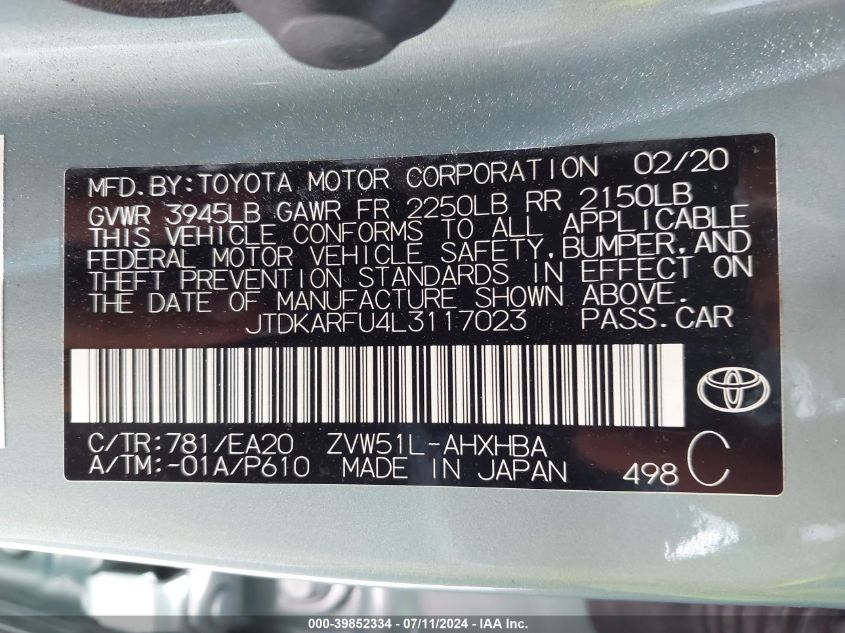 MFD.BY:TOYOTA MOTOR CORPORATION 02/20
GVWR 3945LB GAWR FR 2250LB RR 2150LB
THIS VEHICLE CONFORMS TO ALL APPLICABLE
FEDERAL MOTOR VEHICLE SAFETY,BUMPER,AND
THEFT PREVENTION STANDARDS IN EFFECT ON
THE DATE OF MANUFACTURE SHOWN ABOVE.
JTDKARFU4L3117023 PASS.CAR
C/TR:781/EA20 ZVW51L-AHXHBA
A/TM:-01A/P610 MADE IN JAPAN 498 C
000-39852334 / 07/11/2024 - IAA Inc.